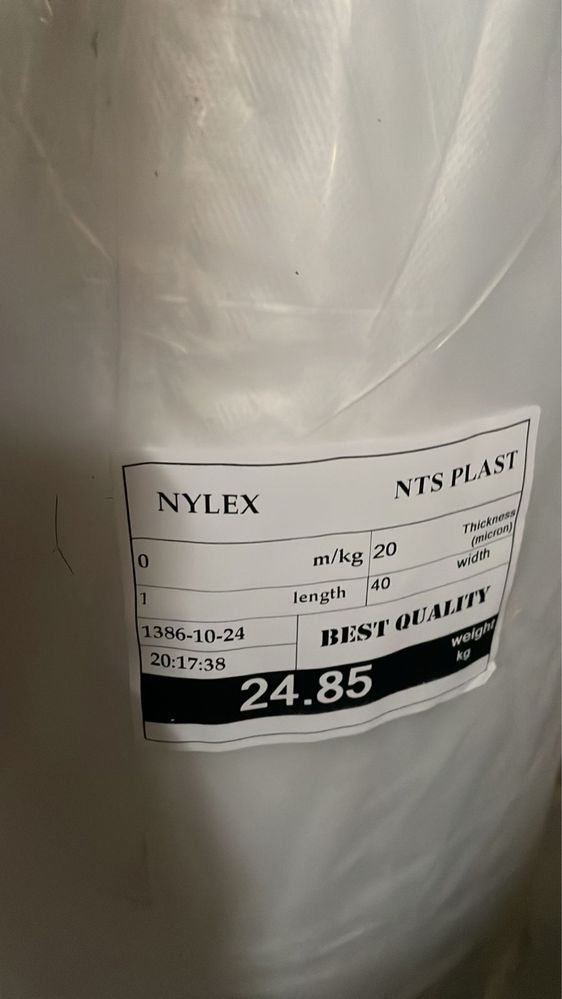 NYLEX NTS PLAST
0 m/kg 20 Thickness (micron)
1 length 40 width
1386-10-24 BEST QUALITY
20:17:38
24.85 weight kg